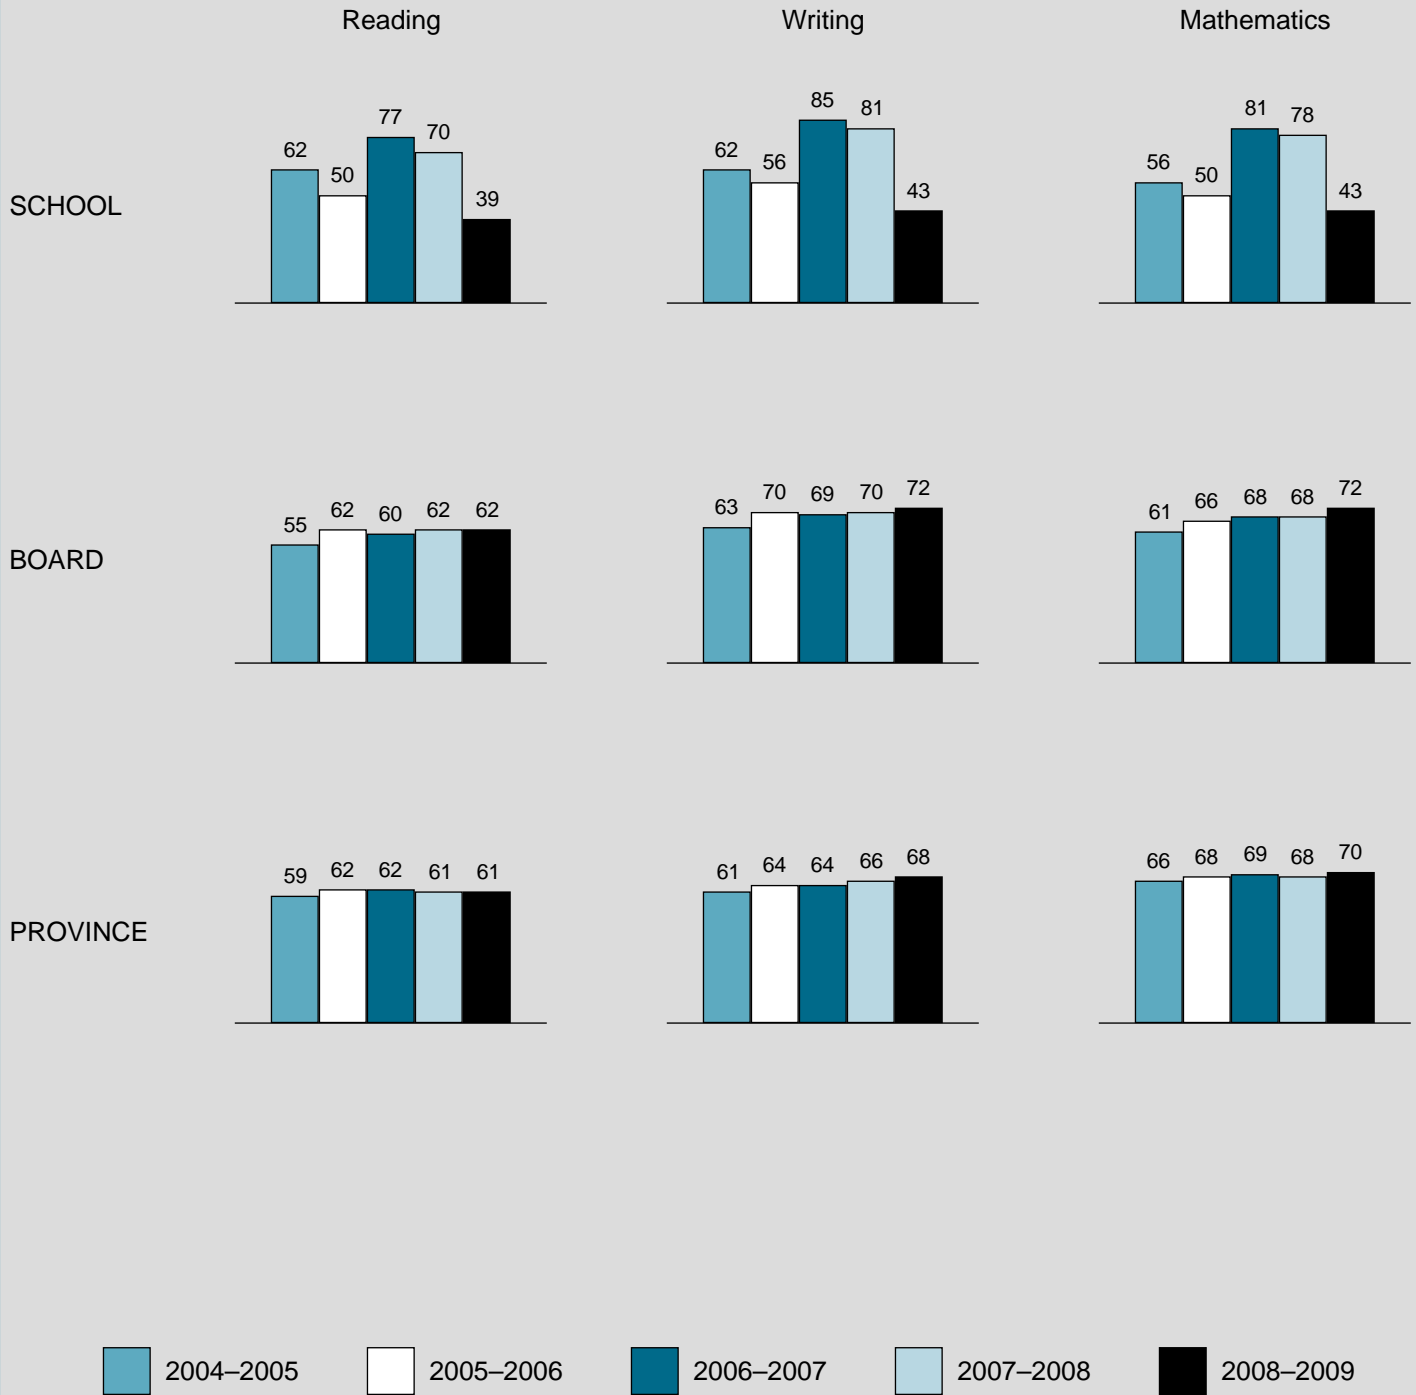 Reading Writing Mathematics
SCHOOL
62 50 77 70 39
62 56 85 81 43
56 50 81 78 43
BOARD
55 62 60 62 62
63 70 69 70 72
61 66 68 68 72
PROVINCE
59 62 62 61 61
61 64 64 66 68
66 68 69 68 70
2004–2005 2005–2006 2006–2007 2007–2008 2008–2009